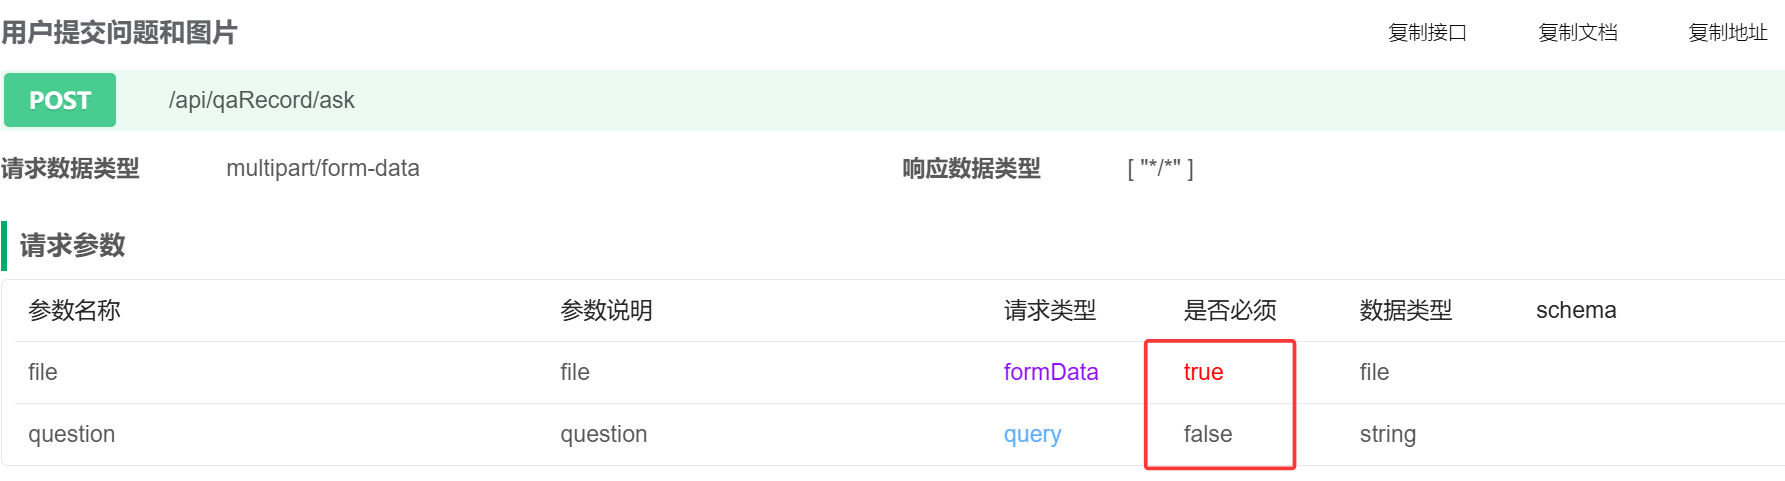 用户提交问题和图片 复制接口 复制文档 复制地址
POST /api/qaRecord/ask
请求数据类型 multipart/form-data 响应数据类型 [ "*/*" ]
请求参数
参数名称 参数说明 请求类型 是否必须 数据类型 schema
file file formData true file
question question query false string